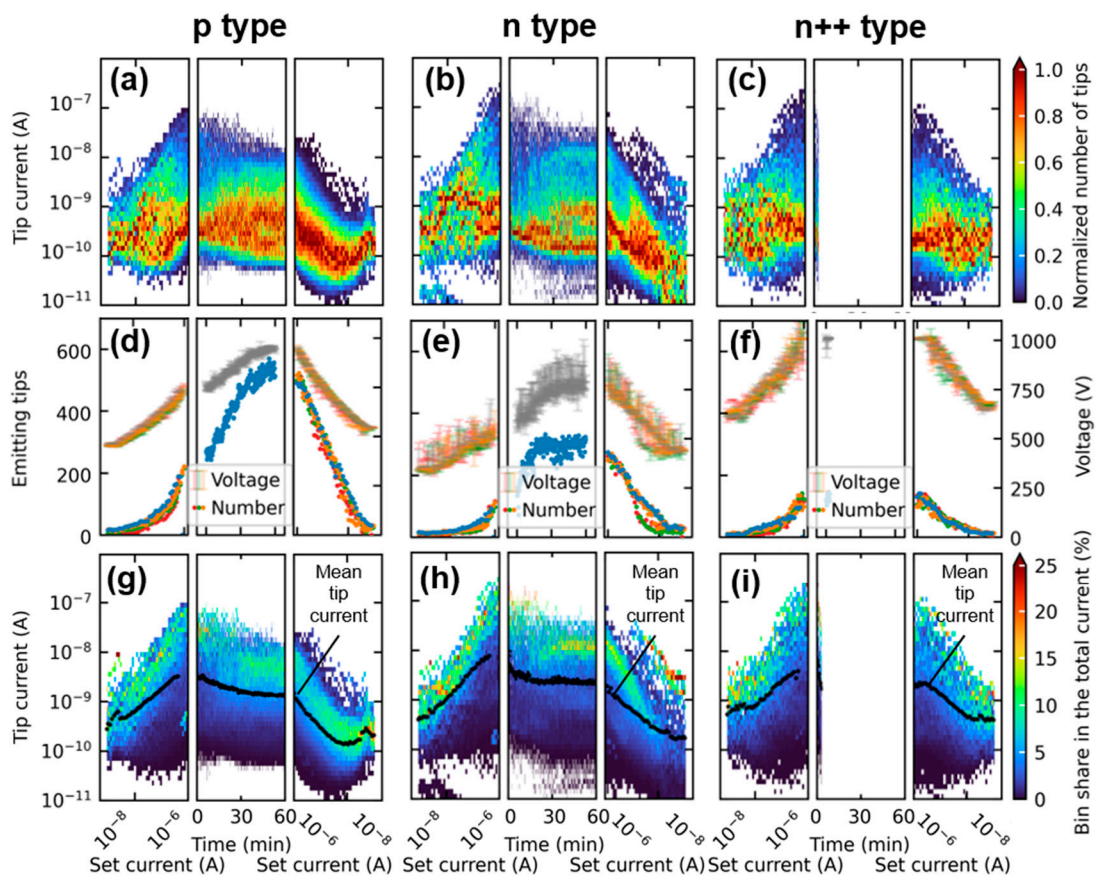 p type n type n++ type
(a) (b) (c)
Tip current (A)
10⁻⁷
10⁻⁸
10⁻⁹
10⁻¹⁰
10⁻¹¹
1.0
0.8
0.6
0.4
0.2
0.0
Normalized number of tips
(d) (e) (f)
Emitting tips
600
400
200
0
Voltage Voltage Voltage
Number Number Number
1000
750
500
250
0
Voltage (V)
(g) (h) (i)
Mean Mean Mean
tip tip tip
current current current
Tip current (A)
10⁻⁷
10⁻⁸
10⁻⁹
10⁻¹⁰
10⁻¹¹
25
20
15
10
5
0
Bin share in the total current (%)
10⁻⁸ 10⁻⁶ 0 30 60 10⁻⁶ 10⁻⁸ 10⁻⁸ 10⁻⁶ 0 30 60 10⁻⁶ 10⁻⁸ 10⁻⁸ 10⁻⁶ 0 30 60 10⁻⁶ 10⁻⁸
Time (min) Time (min) Time (min)
Set current (A) Set current (A) Set current (A) Set current (A) Set current (A) Set current (A)